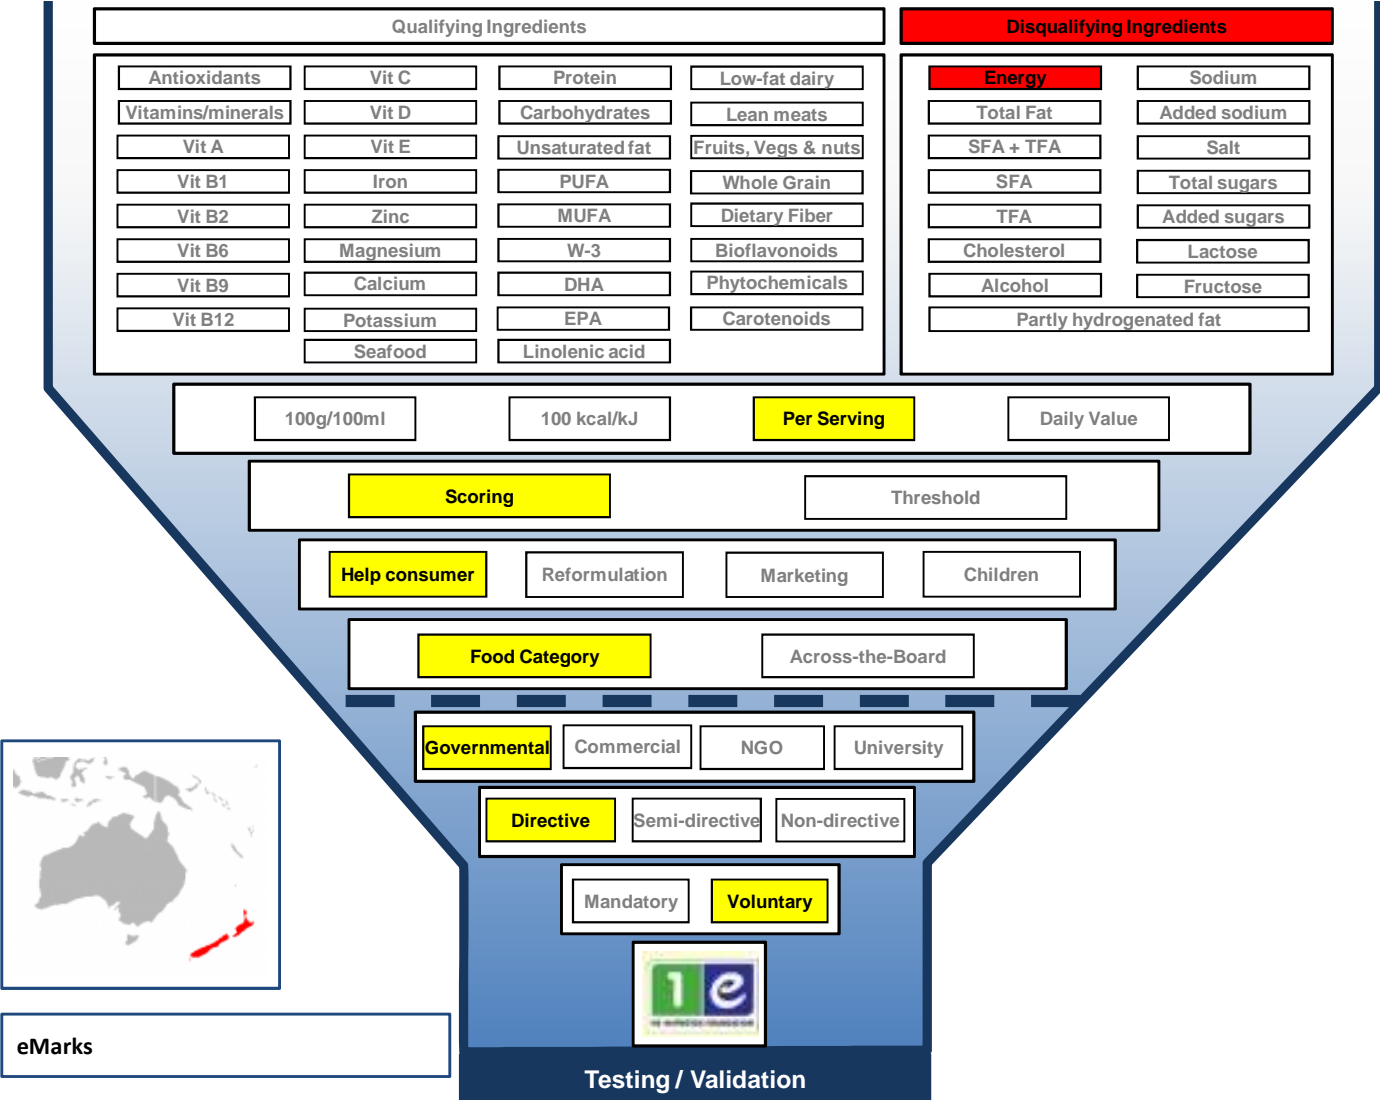 Qualifying Ingredients
Disqualifying Ingredients
Antioxidants
Vit C
Protein
Low-fat dairy
Energy
Sodium
Vitamins/minerals
Vit D
Carbohydrates
Lean meats
Total Fat
Added sodium
Vit A
Vit E
Unsaturated fat
Fruits, Vegs & nuts
SFA + TFA
Salt
Vit B1
Iron
PUFA
Whole Grain
SFA
Total sugars
Vit B2
Zinc
MUFA
Dietary Fiber
TFA
Added sugars
Vit B6
Magnesium
W-3
Bioflavonoids
Cholesterol
Lactose
Vit B9
Calcium
DHA
Phytochemicals
Alcohol
Fructose
Vit B12
Potassium
EPA
Carotenoids
Partly hydrogenated fat
Seafood
Linolenic acid
100g/100ml
100 kcal/kJ
Per Serving
Daily Value
Scoring
Threshold
Help consumer
Reformulation
Marketing
Children
Food Category
Across-the-Board
Governmental
Commercial
NGO
University
Directive
Semi-directive
Non-directive
Mandatory
Voluntary
1 e
eMarks
Testing / Validation